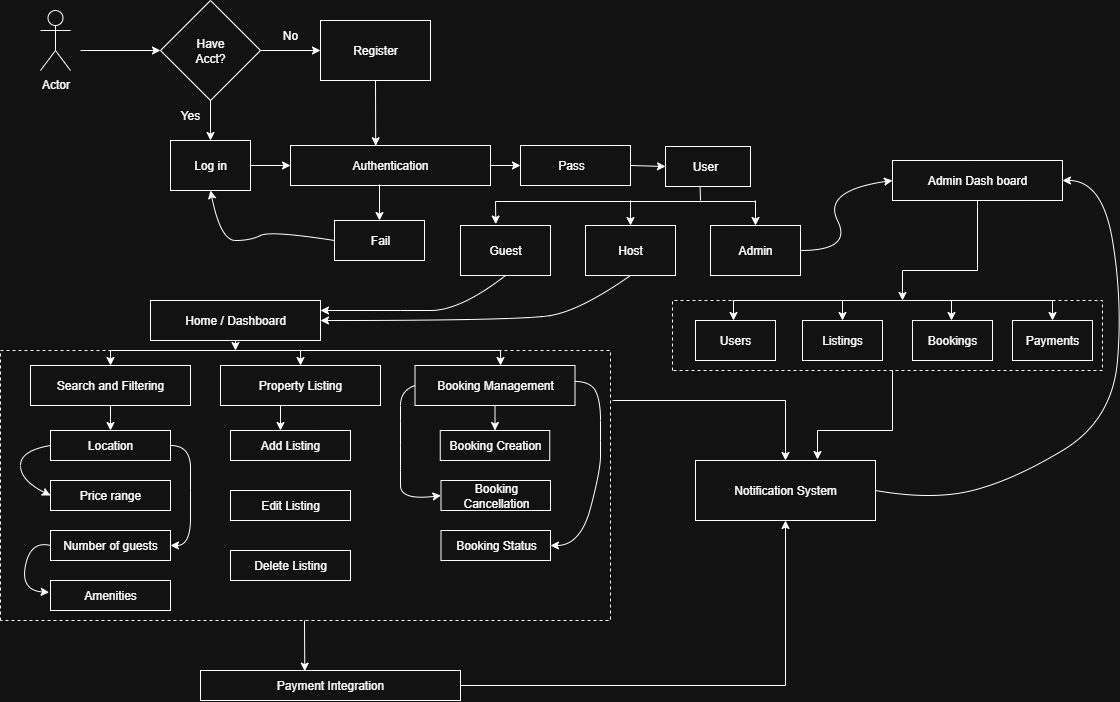 Have
Acct?
No
Register
Actor
Yes
Log in
Authentication
Pass
User
Admin Dash board
Fail
Guest
Host
Admin
Home / Dashboard
Users
Listings
Bookings
Payments
Search and Filtering
Property Listing
Booking Management
Location
Add Listing
Booking Creation
Price range
Edit Listing
Booking
Cancellation
Notification System
Number of guests
Delete Listing
Booking Status
Amenities
Payment Integration